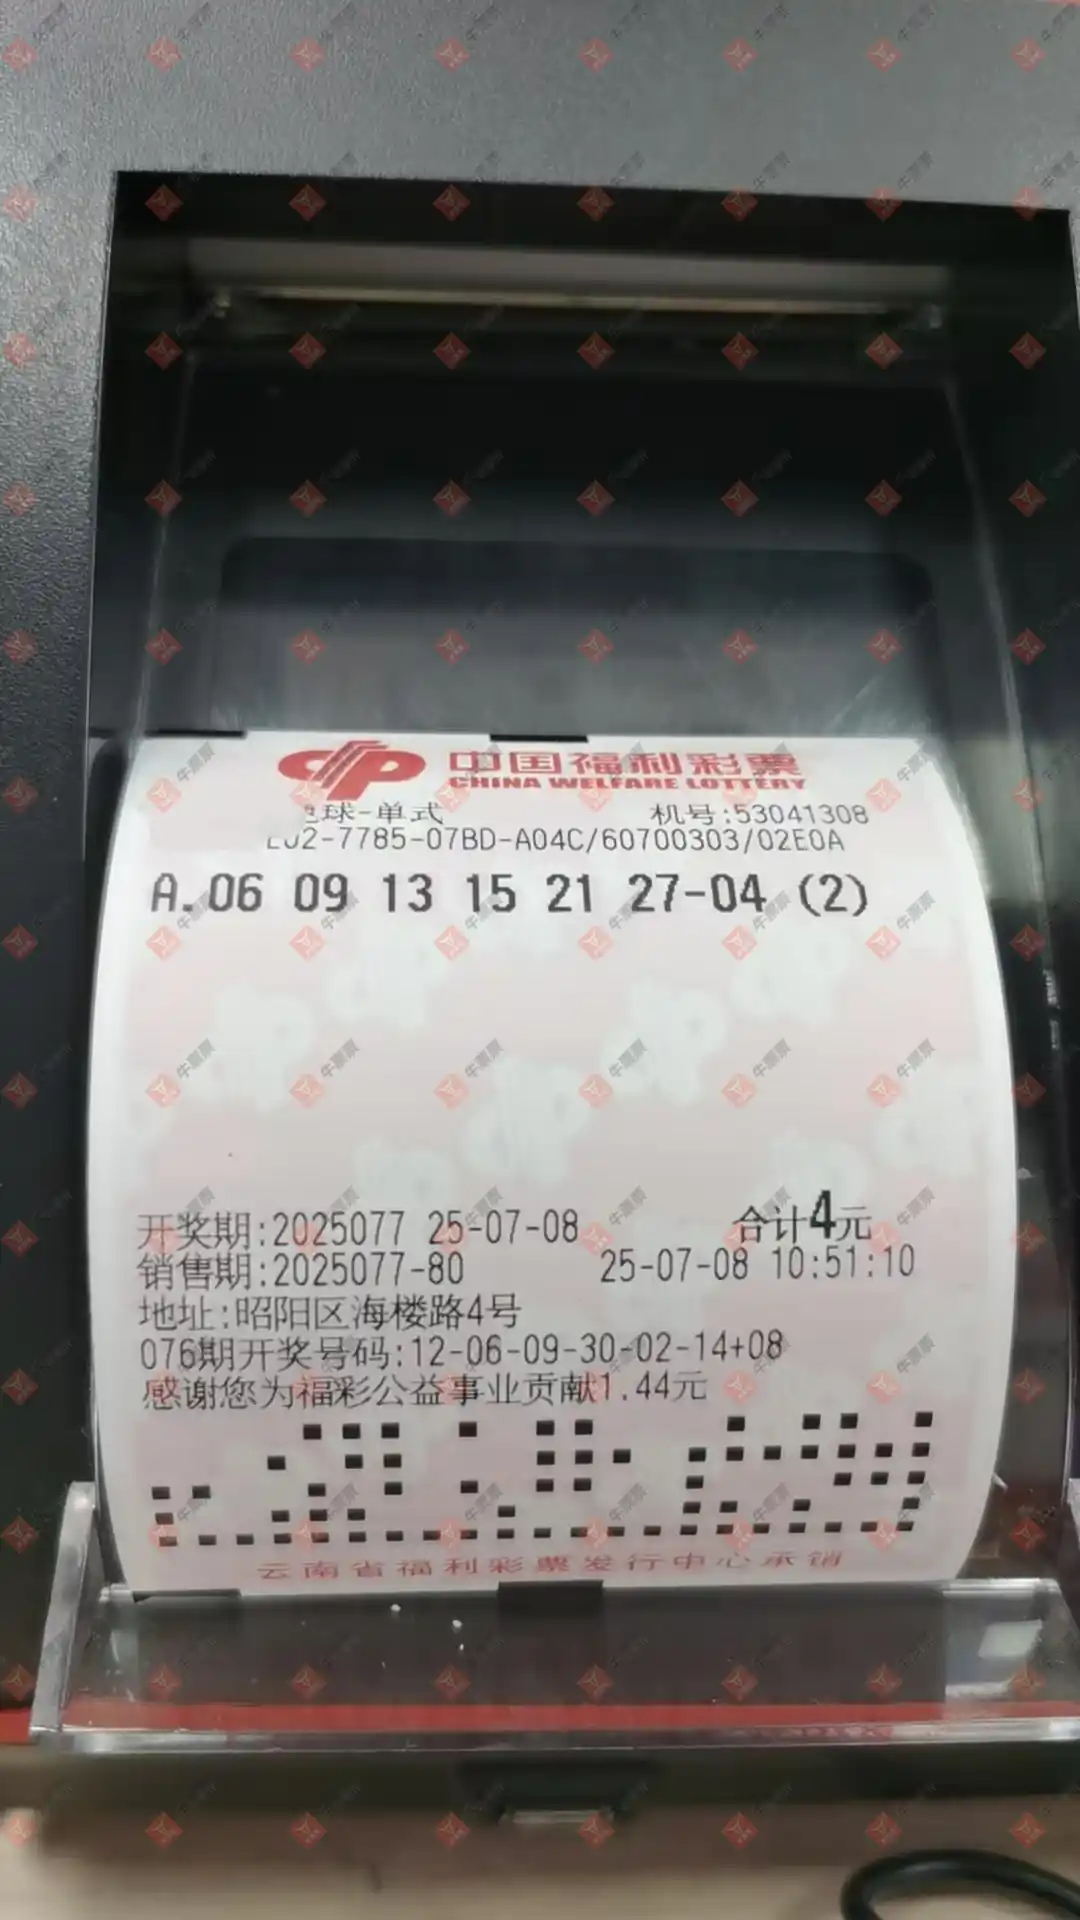 中国福利彩票
CHINA WELFARE LOTTERY
球-单式 机号:53041308
02-7785-07BD-A04C/60700303/02E0A
A.06 09 13 15 21 27-04 (2)
开奖期:2025077 25-07-08 合计4元
销售期:2025077-80 25-07-08 10:51:10
地址:昭阳区海楼路4号
076期开奖号码:12-06-09-30-02-14+08
感谢您为福彩公益事业贡献1.44元
云南省福利彩票发行中心承销